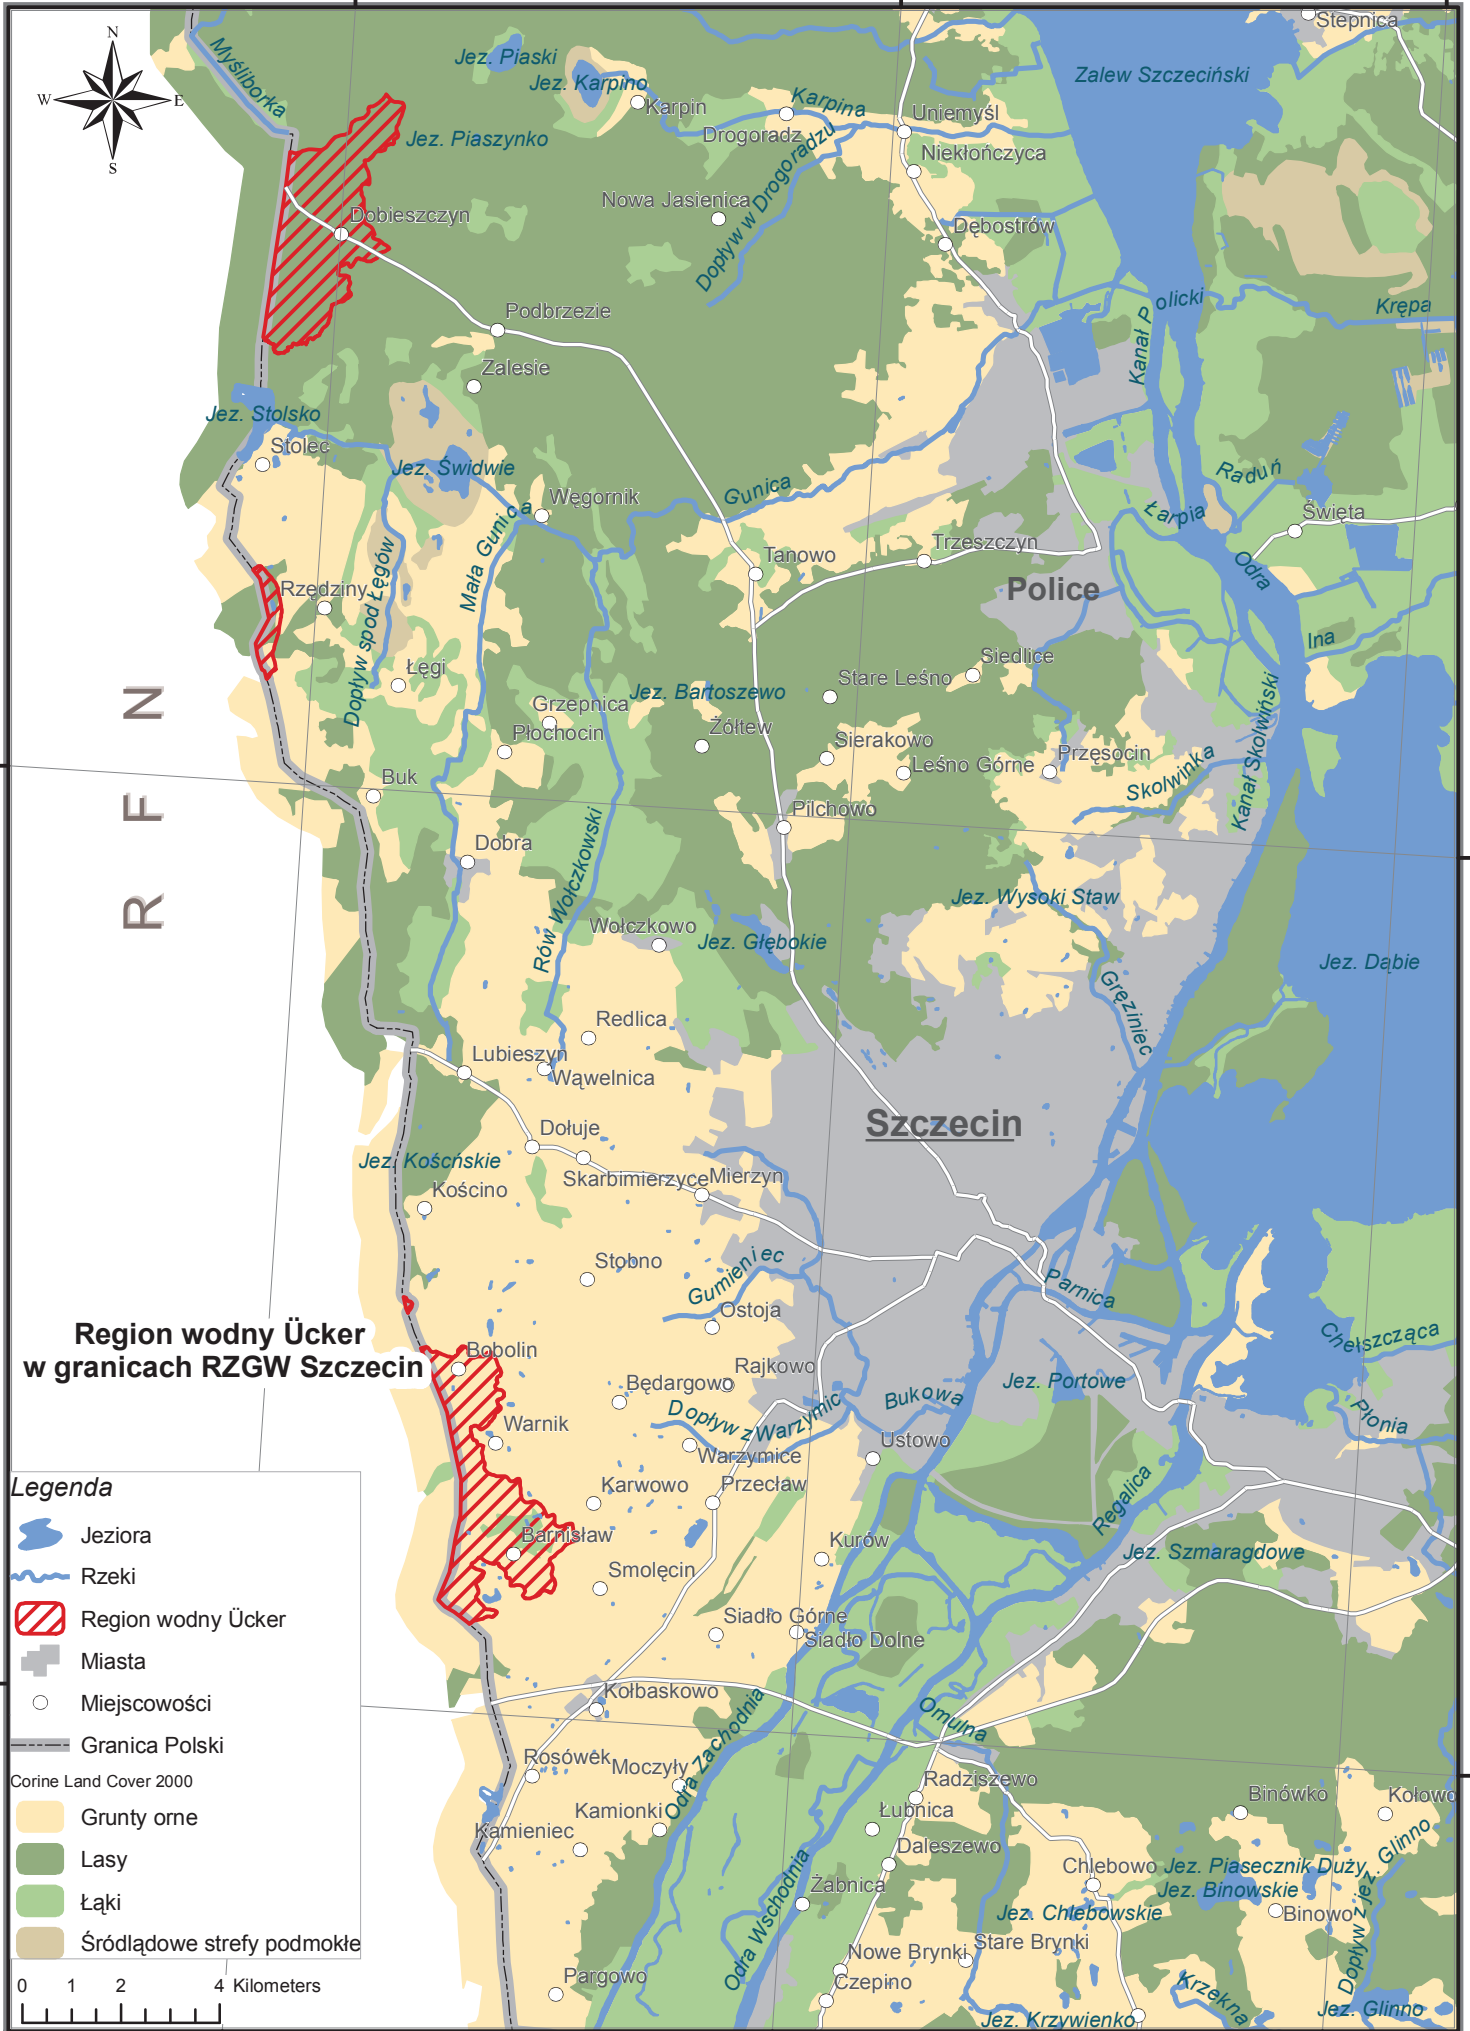 Stepnica
N
W
E
S
Myśliborka
Jez. Piaski
Jez. Karpino
Zalew Szczeciński
Karpin
Karpina
Drogoradz
Uniemyśl
Jez. Piaszynko
Niekłończyca
Dopływ w Drogoradzu
Nowa Jasienica
Dobieszczyn
Dębostrów
Podbrzezie
Kanał Policki
Krępa
Zalesie
Jez. Stolsko
Stolec
Jez. Świdwie
Węgornik
Gunica
Raduń
Łarpia
Święta
Mała Gunica
Dopływ spod Łęgów
Tanowo
Trzeszczyn
Odra
Rzędziny
Police
Ina
Łęgi
Siedlice
Stare Leśno
Jez. Bartoszewo
Grzepnica
Płochocin
Żółtew
Sierakowo
Leśno Górne
Przęsocin
Kanał Skolwiński
Skolwinka
R F N
Buk
Pilchowo
Dobra
Rów Wołczkowski
Jez. Wysoki Staw
Wołczkowo
Jez. Głębokie
Jez. Dąbie
Gręziniec
Redlica
Lubieszyn
Wąwelnica
Szczecin
Dołuje
Jez. Kościńskie
Skarbimierzyce
Mierzyn
Kościno
Stobno
Gumieniec
Parnica
Ostoja
Region wodny Ücker
w granicach RZGW Szczecin
Chełszcząca
Bobolin
Rajkowo
Będargowo
Jez. Portowe
Bukowa
Dopływ z Warzymic
Płonia
Warnik
Warzymice
Ustowo
Karwowo
Przecław
Regalica
Barnisław
Kurów
Jez. Szmaragdowe
Smolęcin
Siadło Górne
Siadło Dolne
Legenda
Jeziora
Rzeki
Region wodny Ücker
Miasta
Miejscowości
Granica Polski
Corine Land Cover 2000
Grunty orne
Lasy
Łąki
Śródlądowe strefy podmokłe
0 1 2 4 Kilometers
Kołbaskowo
Odra Zachodnia
Omulna
Rosówek
Moczyły
Radziszewo
Kamionki
Łubnica
Binówko
Kołowo
Kamieniec
Daleszewo
Chlebowo
Jez. Piasecznik Duży
Jez. Binowskie
Dopływ z jez. Glinno
Żabnica
Jez. Chlebowskie
Binowo
Odra Wschodnia
Nowe Brynki
Stare Brynki
Pargowo
Czepino
Krzekna
Jez. Krzywienko
Jez. Glinno